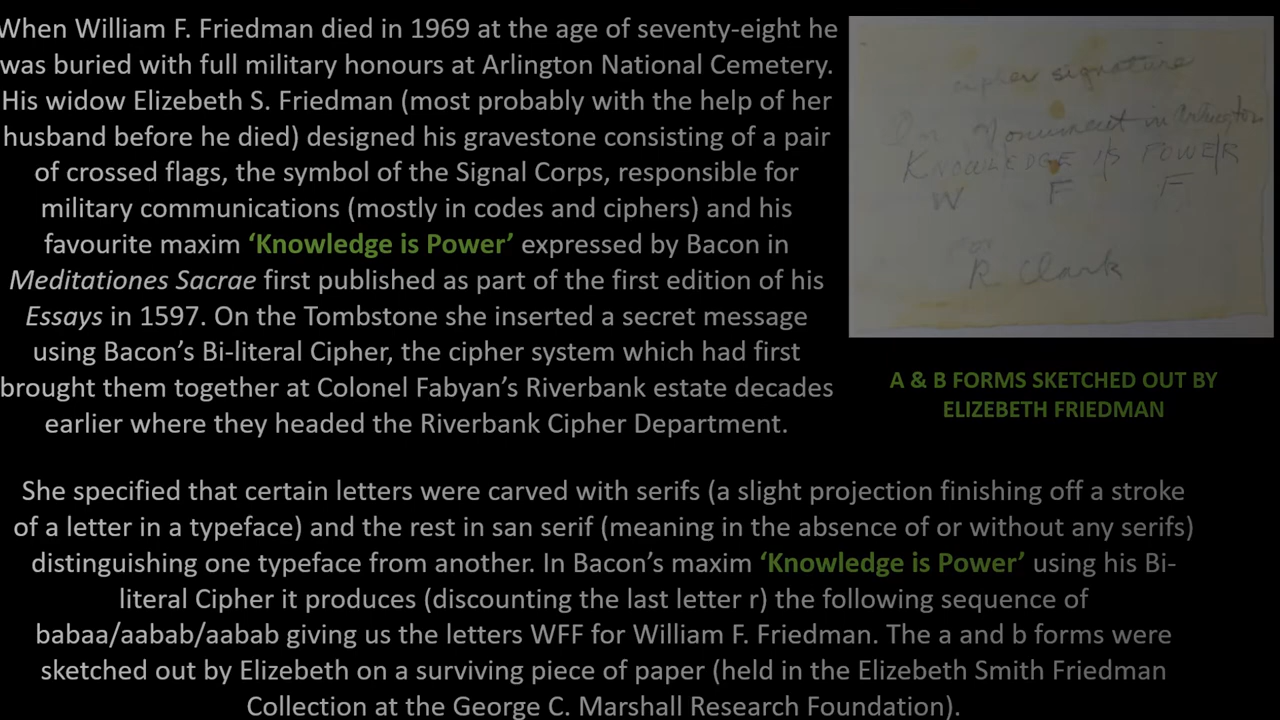 When William F. Friedman died in 1969 at the age of seventy-eight he
was buried with full military honours at Arlington National Cemetery.
His widow Elizebeth S. Friedman (most probably with the help of her
husband before he died) designed his gravestone consisting of a pair
of crossed flags, the symbol of the Signal Corps, responsible for
military communications (mostly in codes and ciphers) and his
favourite maxim ‘Knowledge is Power’ expressed by Bacon in
Meditationes Sacrae first published as part of the first edition of his
Essays in 1597. On the Tombstone she inserted a secret message
using Bacon’s Bi-literal Cipher, the cipher system which had first
brought them together at Colonel Fabyan’s Riverbank estate decades
earlier where they headed the Riverbank Cipher Department.
cipher signature
On Monument in Arlington
KNOWLEDGE IS POWER
W F F
R Clark
A & B FORMS SKETCHED OUT BY
ELIZEBETH FRIEDMAN
She specified that certain letters were carved with serifs (a slight projection finishing off a stroke
of a letter in a typeface) and the rest in san serif (meaning in the absence of or without any serifs)
distinguishing one typeface from another. In Bacon’s maxim ‘Knowledge is Power’ using his Bi-
literal Cipher it produces (discounting the last letter r) the following sequence of
babaa/aabab/aabab giving us the letters WFF for William F. Friedman. The a and b forms were
sketched out by Elizebeth on a surviving piece of paper (held in the Elizebeth Smith Friedman
Collection at the George C. Marshall Research Foundation).